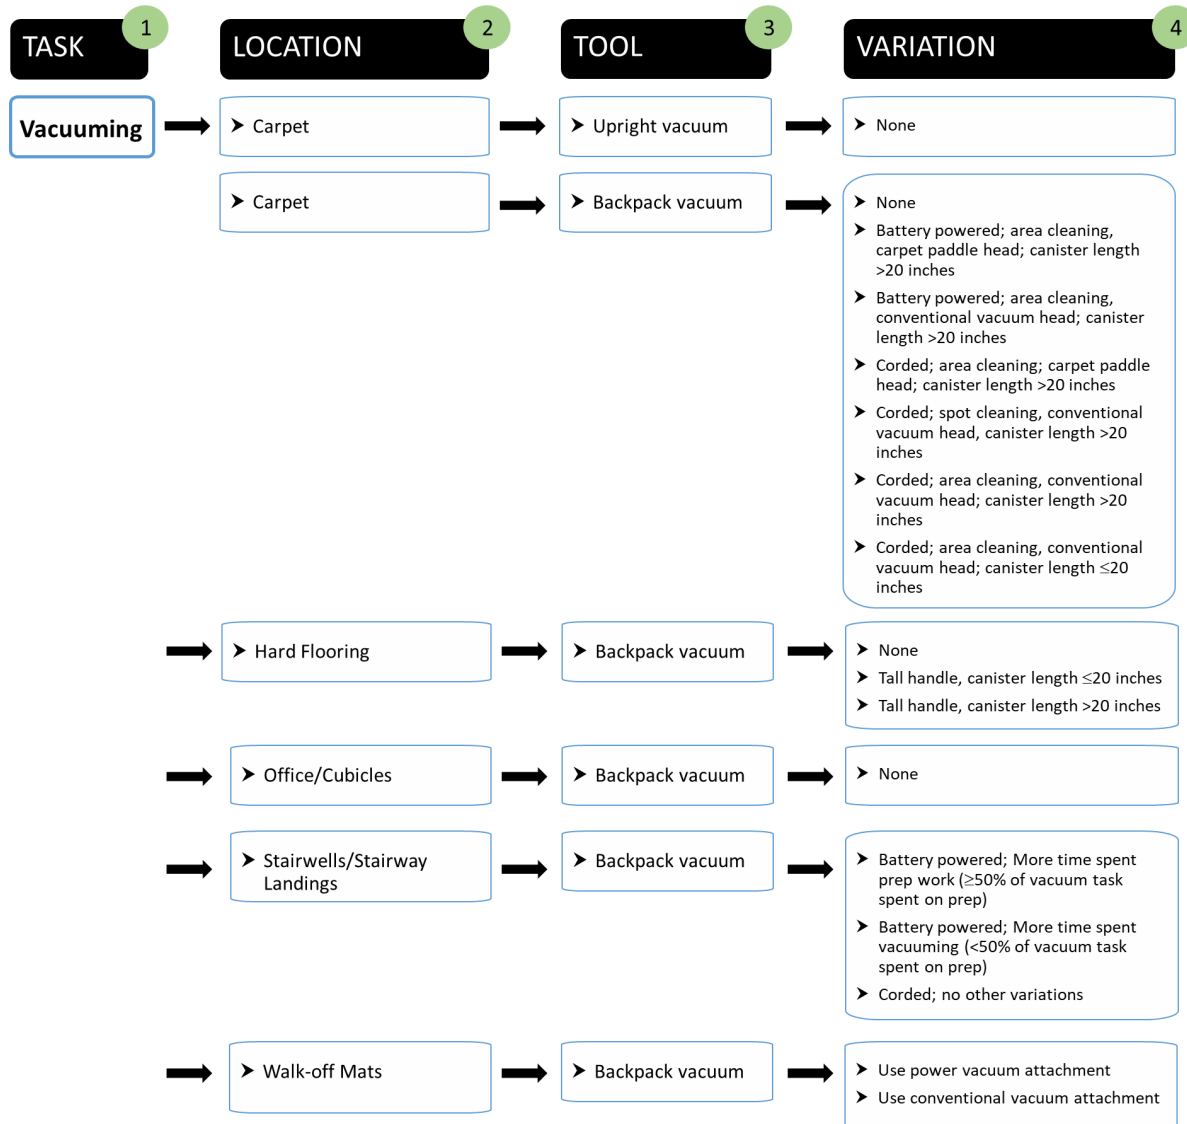 TASK 1 LOCATION 2 TOOL 3 VARIATION 4
Vacuuming
Carpet
Upright vacuum
None
Carpet
Backpack vacuum
None
Battery powered; area cleaning,
carpet paddle head; canister length
>20 inches
Battery powered; area cleaning,
conventional vacuum head; canister
length >20 inches
Corded; area cleaning; carpet paddle
head; canister length >20 inches
Corded; spot cleaning, conventional
vacuum head, canister length >20
inches
Corded; area cleaning, conventional
vacuum head; canister length >20
inches
Corded; area cleaning, conventional
vacuum head; canister length ≤20
inches
Hard Flooring
Backpack vacuum
None
Tall handle, canister length ≤20 inches
Tall handle, canister length >20 inches
Office/Cubicles
Backpack vacuum
None
Stairwells/Stairway
Landings
Backpack vacuum
Battery powered; More time spent
prep work (≥50% of vacuum task
spent on prep)
Battery powered; More time spent
vacuuming (<50% of vacuum task
spent on prep)
Corded; no other variations
Walk-off Mats
Backpack vacuum
Use power vacuum attachment
Use conventional vacuum attachment